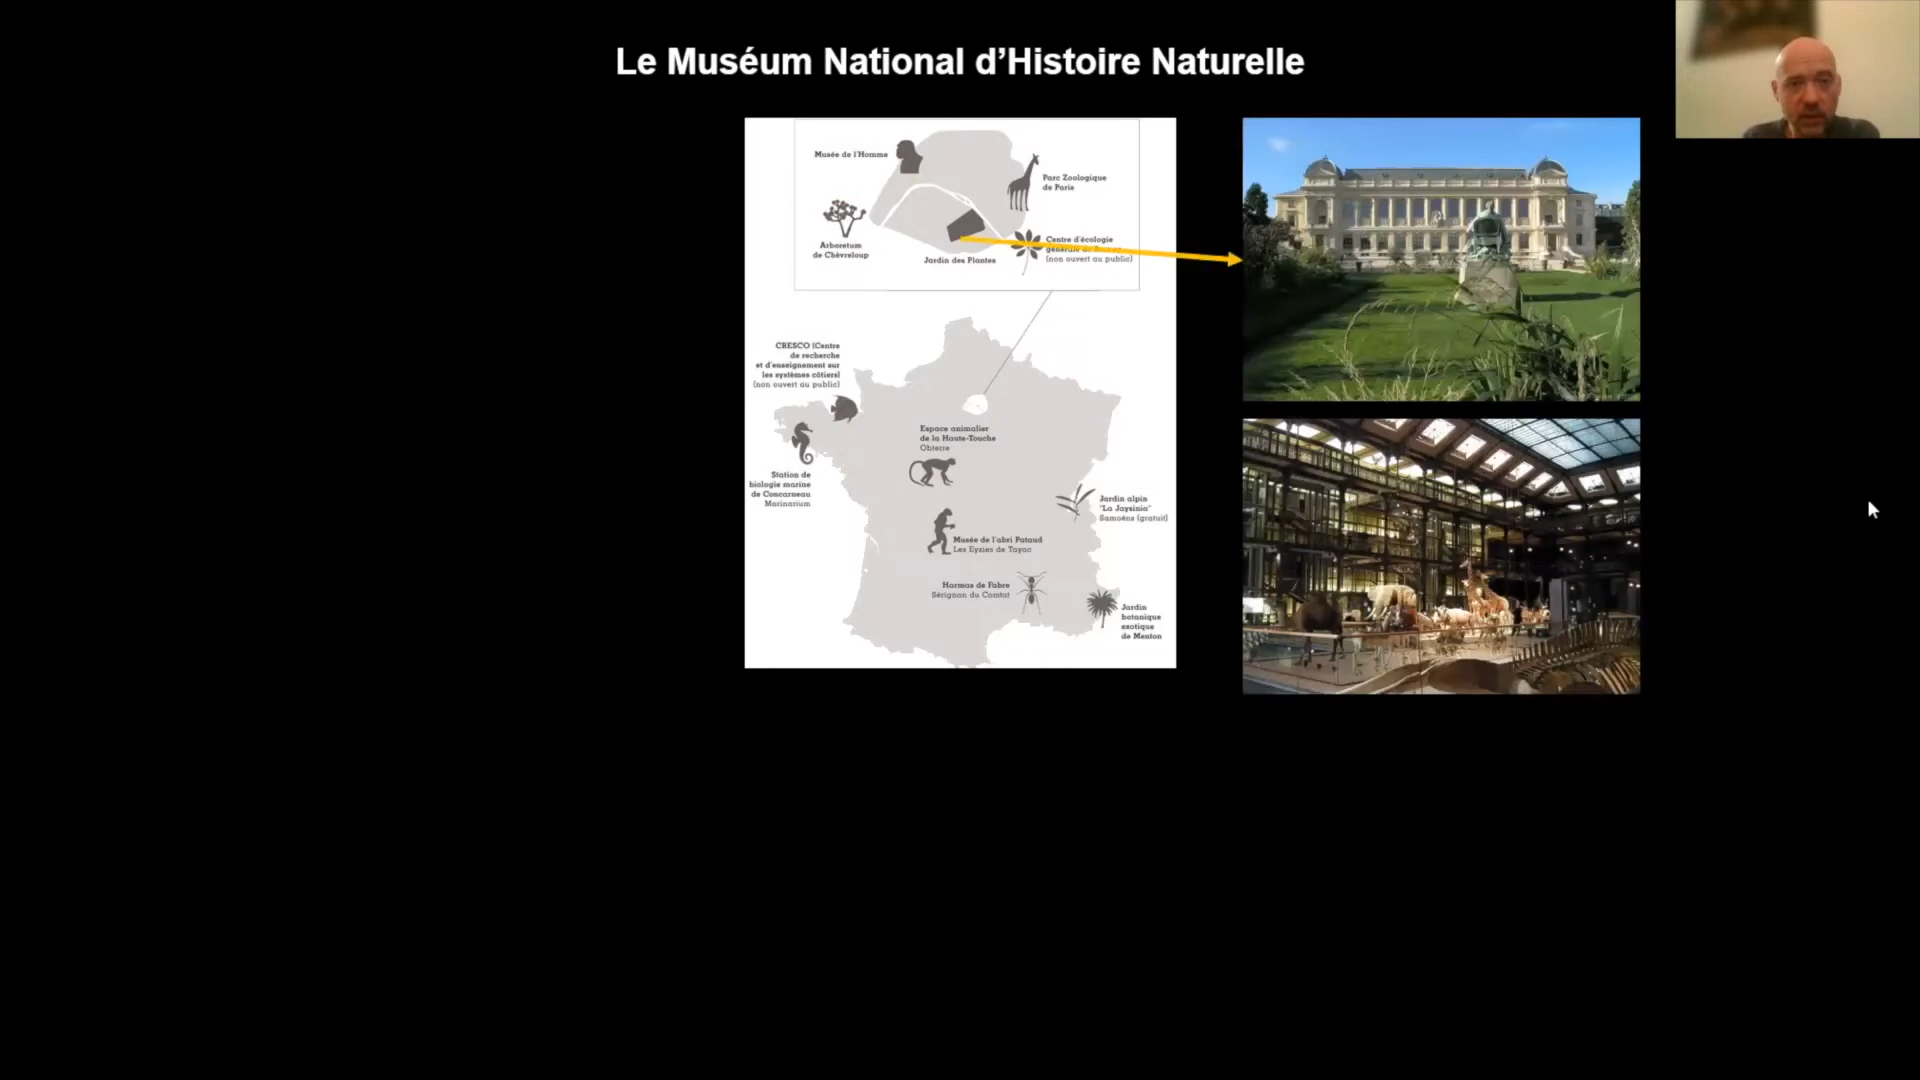 Le Muséum National d’Histoire Naturelle
Musée de l'Homme
Parc Zoologique
de Paris
Arboretum
de Chèvreloup
Jardin des Plantes
Centre d'écologie
générale de
(non ouvert au public)
CRESCO (Centre
de recherche
et d'enseignement sur
les systèmes côtiers)
(non ouvert au public)
Station de
biologie marine
de Concarneau
Marinarium
Espace animalier
de la Haute-Touche
Obterre
Jardin alpin
"La Jaysinia"
Samoëns (gratuit)
Musée de l'abri Pataud
Les Eyzies de Tayac
Harmas de Fabre
Sérignan du Comtat
Jardin
botanique
exotique
de Menton